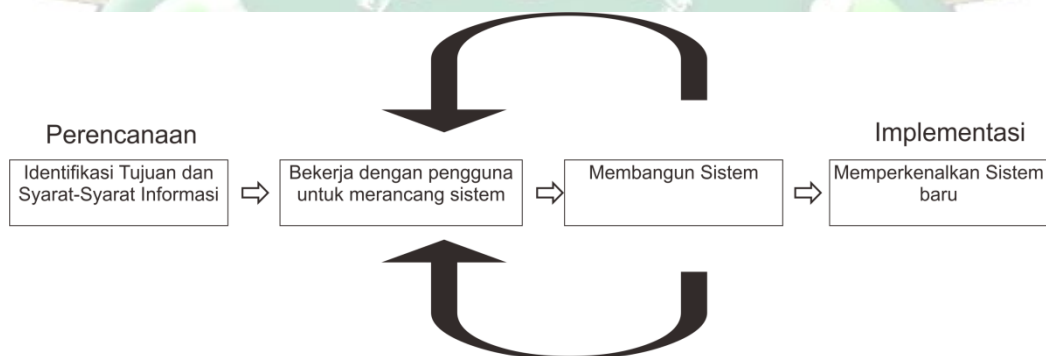 Perencanaan
Identifikasi Tujuan dan
Syarat-Syarat Informasi
Bekerja dengan pengguna
untuk merancang sistem
Membangun Sistem
Implementasi
Memperkenalkan Sistem
baru